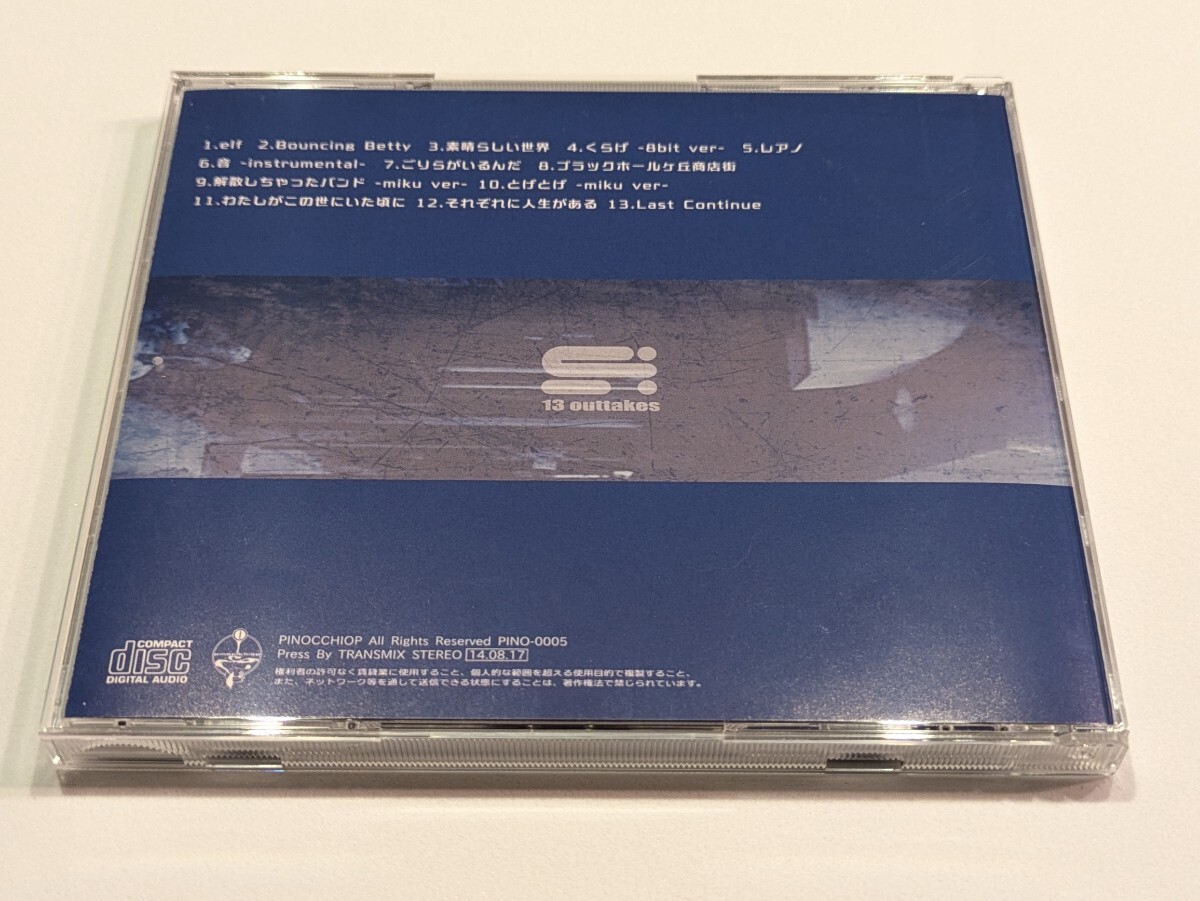 1.elf 2.Bouncing Betty 3.素晴らしい世界 4.くらげ -8bit ver- 5.レアノ
6.音 -instrumental- 7.ごりらがいるんだ 8.ブラックホールケ丘商店街
9.解散しちゃったバンド -miku ver- 10.とげとげ -miku ver-
11.わたしがこの世にいた頃に 12.それぞれに人生がある 13.Last Continue
13 outtakes
COMPACT
disc
DIGITAL AUDIO
PINOCCHIOP All Rights Reserved PINO-0005
Press By TRANSMIX STEREO 14.08.17
権利者の許可なく賃貸業に使用すること、個人的な範囲を超える使用目的で複製すること、
また、ネットワーク等を通して送信できる状態にすることは、著作権法で禁じられています。